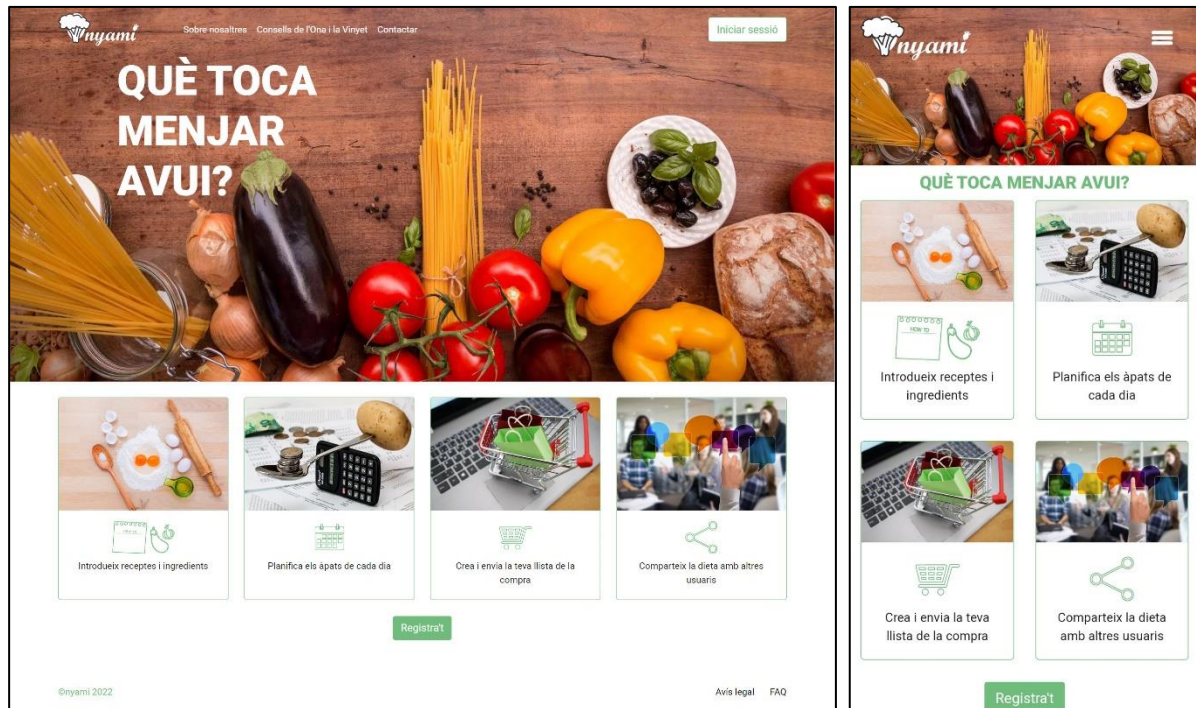 nyami
Sobre nosaltres Consells de l'Ona i la Vinyet Contactar
Iniciar sessió
QUÈ TOCA
MENJAR
AVUI?
Introdueix receptes i ingredients
Planifica els àpats de cada dia
Crea i envia la teva llista de la
compra
Comparteix la dieta amb altres
usuaris
Registra't
©nyami 2022
Avís legal FAQ
nyami
QUÈ TOCA MENJAR AVUI?
HOW TO
Introdueix receptes i
ingredients
Planifica els àpats de
cada dia
Crea i envia la teva
llista de la compra
Comparteix la dieta
amb altres usuaris
Registra't